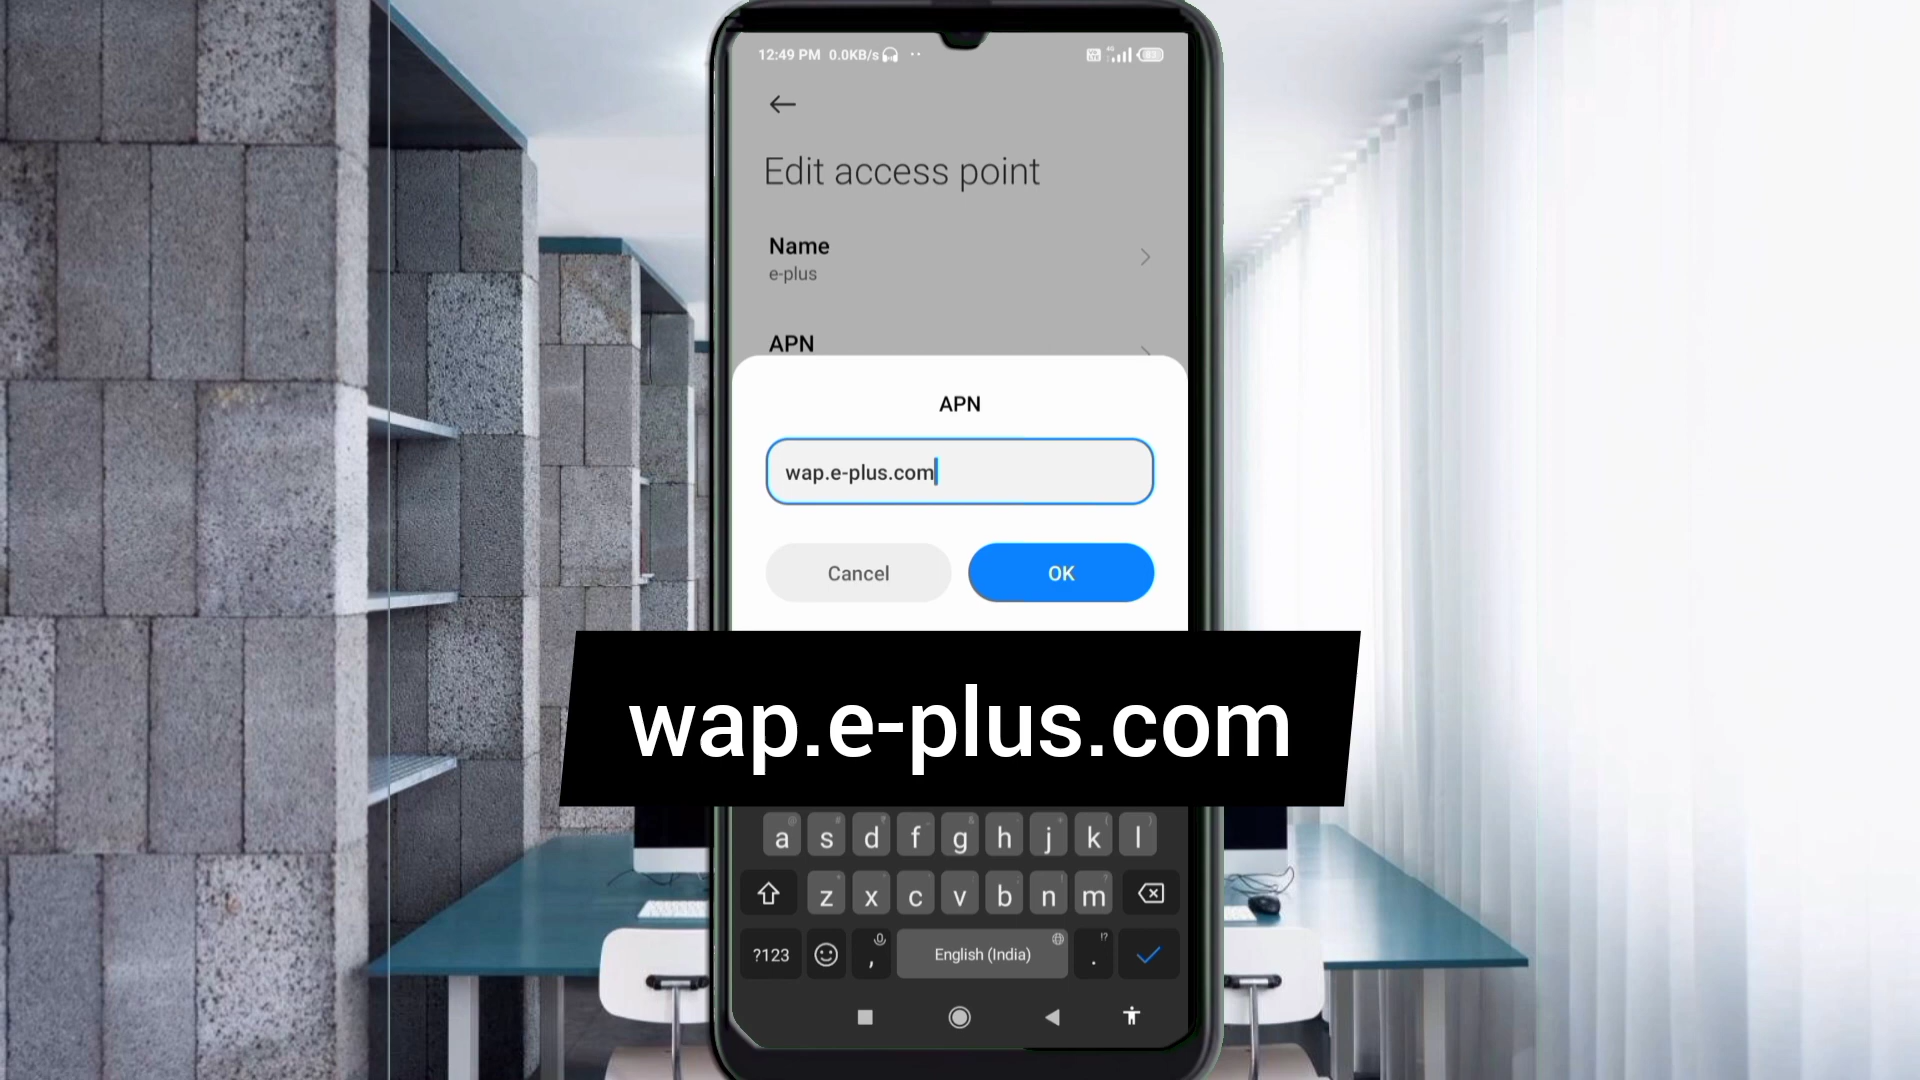 12:49 PM 0.0KB/s
Edit access point
Name
e-plus
APN
APN
wap.e-plus.com
Cancel OK
wap.e-plus.com
a s d f g h j k l
z x c v b n m
?123 , English (India) .